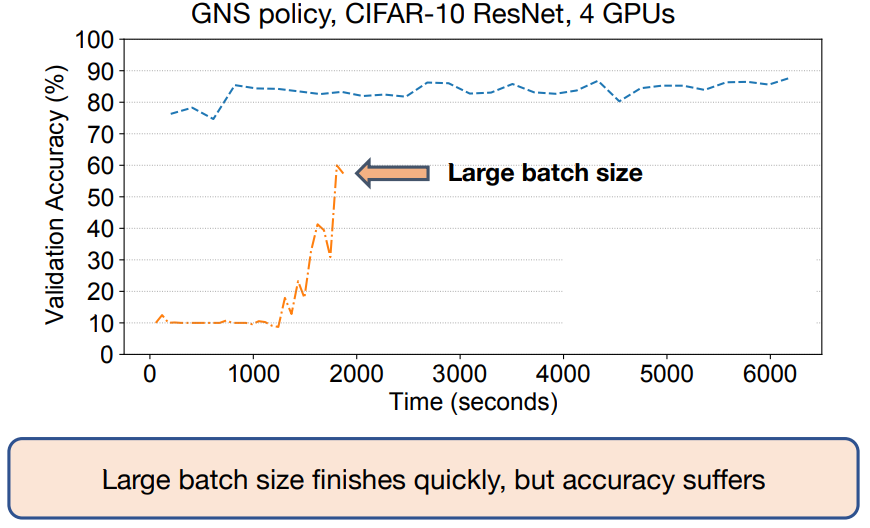 GNS policy, CIFAR-10 ResNet, 4 GPUs
100
90
80
70
60
50
40
30
20
10
0
Validation Accuracy (%)
Large batch size
0 1000 2000 3000 4000 5000 6000
Time (seconds)
Large batch size finishes quickly, but accuracy suffers